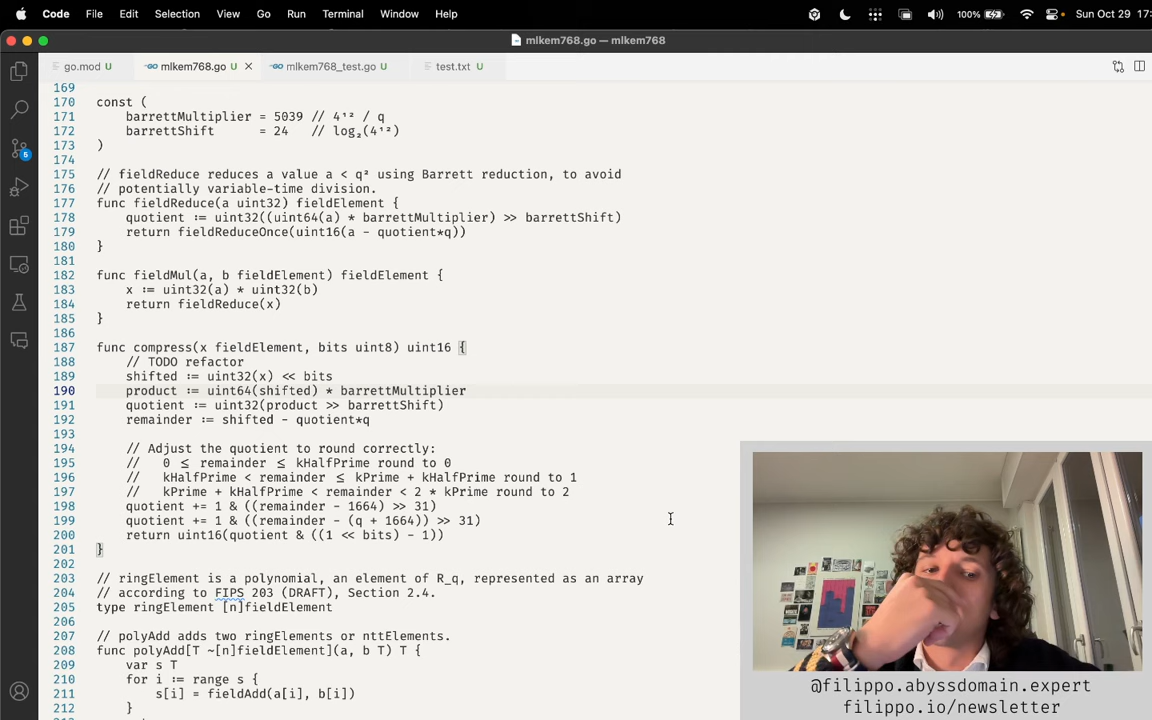 Code File Edit Selection View Go Run Terminal Window Help 100% Sun Oct 29 17:
mlkem768.go — mlkem768
go.mod U mlkem768.go U mlkem768_test.go U test.txt U
169
170 const (
171 barrettMultiplier = 5039 // 4¹² / q
172 barrettShift = 24 // log₂(4¹²)
173 )
174
175 // fieldReduce reduces a value a < q² using Barrett reduction, to avoid
176 // potentially variable-time division.
177 func fieldReduce(a uint32) fieldElement {
178 quotient := uint32((uint64(a) * barrettMultiplier) >> barrettShift)
179 return fieldReduceOnce(uint16(a - quotient*q))
180 }
181
182 func fieldMul(a, b fieldElement) fieldElement {
183 x := uint32(a) * uint32(b)
184 return fieldReduce(x)
185 }
186
187 func compress(x fieldElement, bits uint8) uint16 {
188 // TODO refactor
189 shifted := uint32(x) << bits
190 product := uint64(shifted) * barrettMultiplier
191 quotient := uint32(product >> barrettShift)
192 remainder := shifted - quotient*q
193
194 // Adjust the quotient to round correctly:
195 // 0 ≤ remainder ≤ kHalfPrime round to 0
196 // kHalfPrime < remainder ≤ kPrime + kHalfPrime round to 1
197 // kPrime + kHalfPrime < remainder < 2 * kPrime round to 2
198 quotient += 1 & ((remainder - 1664) >> 31)
199 quotient += 1 & ((remainder - (q + 1664)) >> 31)
200 return uint16(quotient & ((1 << bits) - 1))
201 }
202
203 // ringElement is a polynomial, an element of R_q, represented as an array
204 // according to FIPS 203 (DRAFT), Section 2.4.
205 type ringElement [n]fieldElement
206
207 // polyAdd adds two ringElements or nttElements.
208 func polyAdd[T ~[n]fieldElement](a, b T) T {
209 var s T
210 for i := range s {
211 s[i] = fieldAdd(a[i], b[i])
212 }
5
@filippo.abyssdomain.expert
filippo.io/newsletter